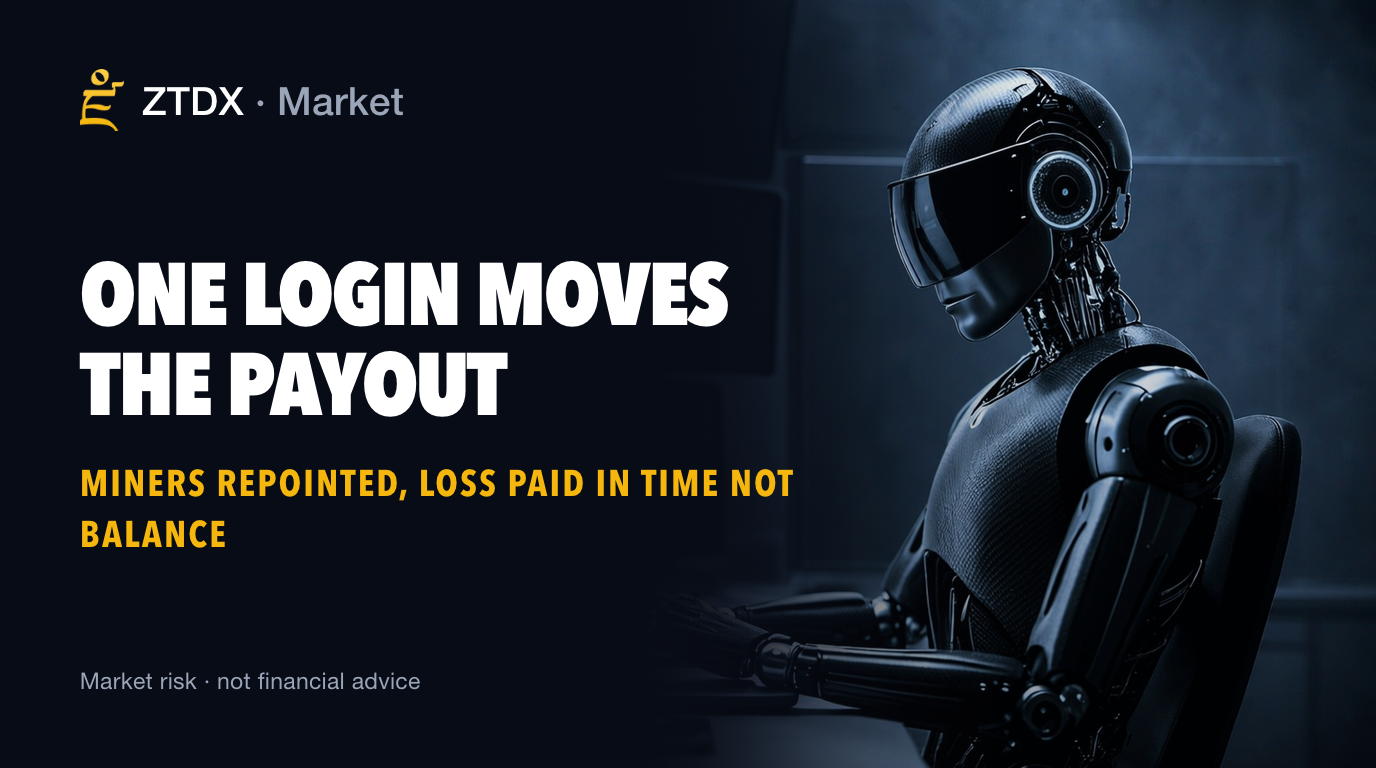 ZTDX · Market
ONE LOGIN MOVES
THE PAYOUT
MINERS REPOINTED, LOSS PAID IN TIME NOT
BALANCE
Market risk · not financial advice